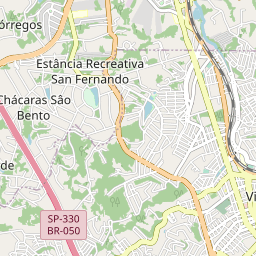 órregos
Estância Recreativa
San Fernando
Chácaras São
Bento
de
SP-330
BR-050
Vi